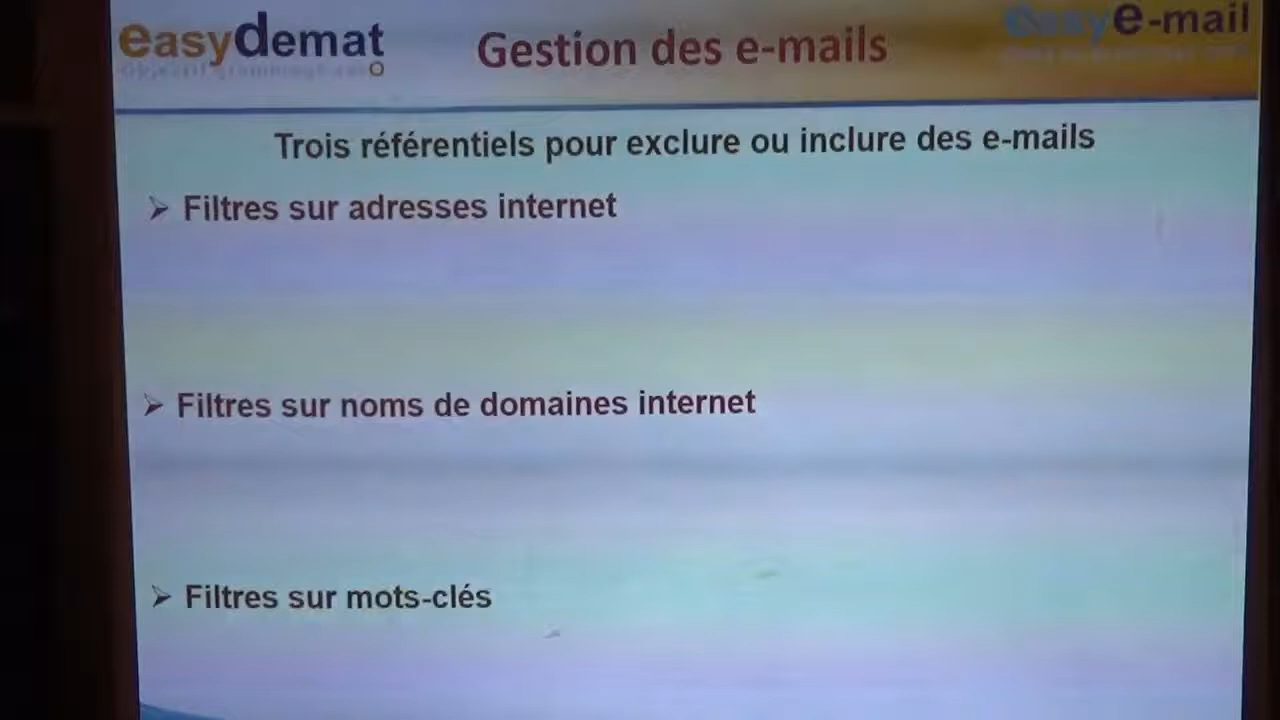 easydemat
Gestion des e-mails
easye-mail
Trois référentiels pour exclure ou inclure des e-mails
➢ Filtres sur adresses internet
➢ Filtres sur noms de domaines internet
➢ Filtres sur mots-clés